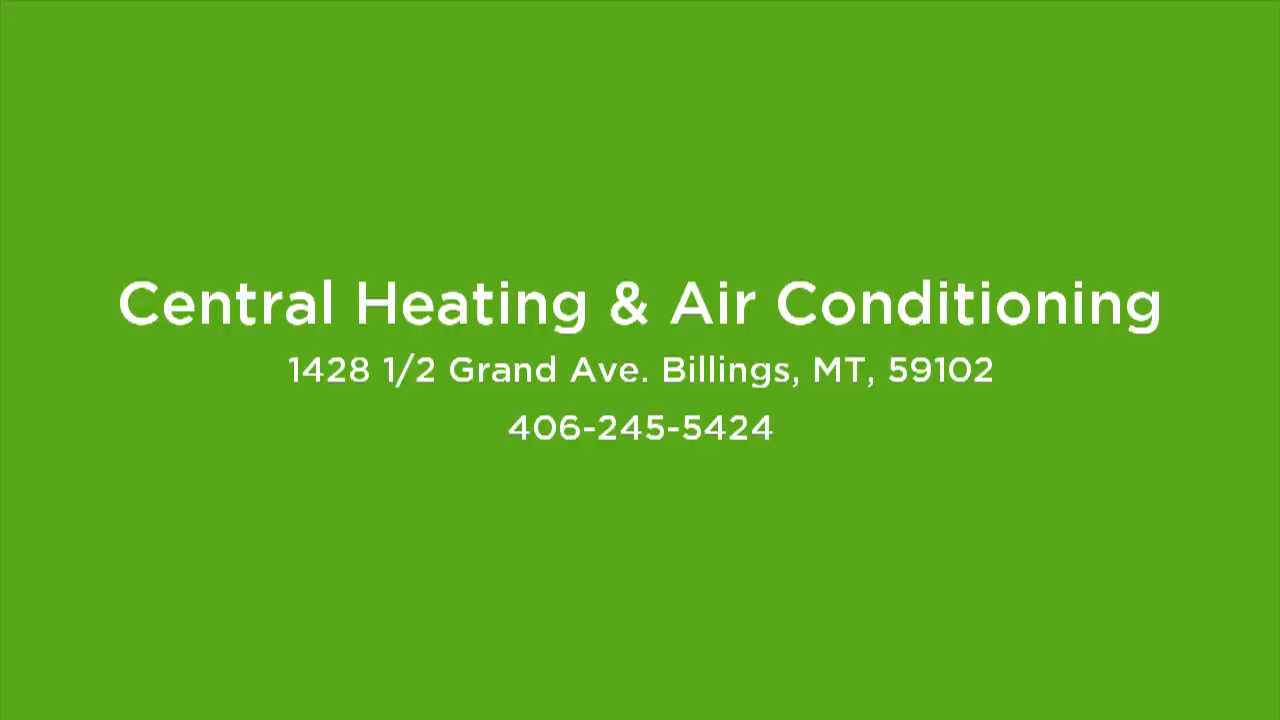 Central Heating & Air Conditioning
1428 1/2 Grand Ave. Billings, MT, 59102
406-245-5424